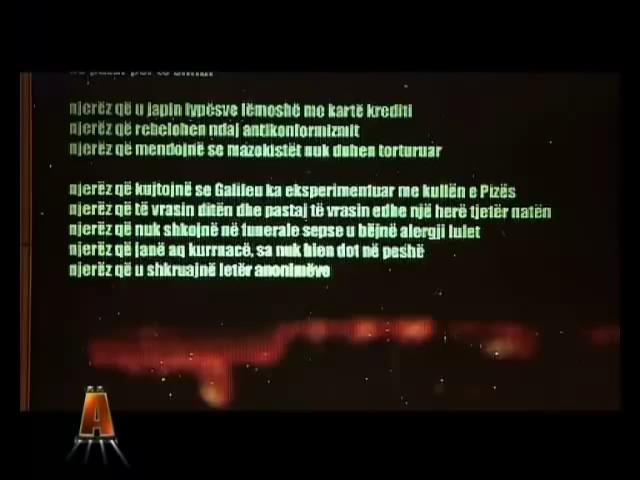 njerëz që u japin lypësve lëmoshë me kartë krediti
njerëz që rebelohen ndaj antikonformizmit
njerëz që mendojnë se mazokistët nuk duhen torturuar
njerëz që kujtojnë se Galileu ka eksperimentuar me kullën e Pizës
njerëz që të vrasin ditën dhe pastaj të vrasin edhe një herë tjetër natën
njerëz që nuk shkojnë në funerale sepse u bëjnë alergji lulet
njerëz që janë aq kurrnacë, sa nuk bien dot në peshë
njerëz që u shkruajnë letër anonimëve
A